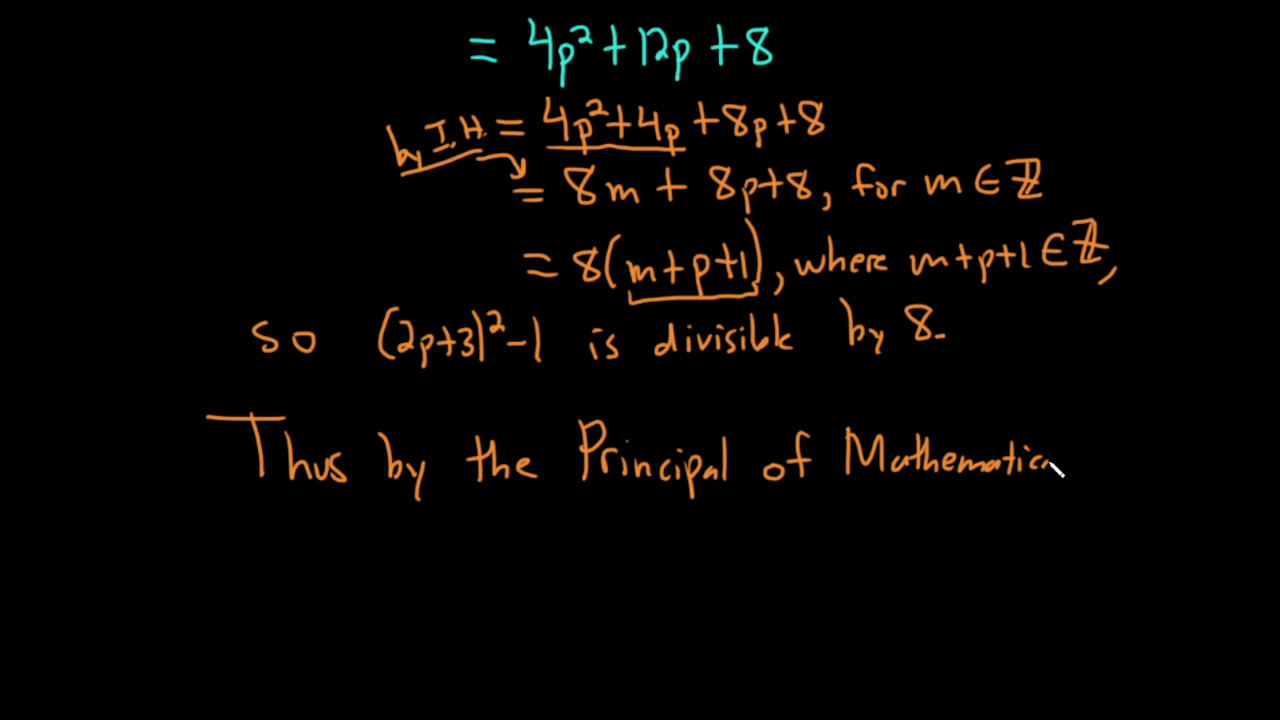 = 4p²+12p+8
by I.H. = 4p²+4p+8p+8
= 8m + 8p+8, for m ∈ ℤ
= 8(m+p+1), where m+p+1 ∈ ℤ,
so (2p+3)²-1 is divisible by 8.
Thus by the Principal of Mathematica